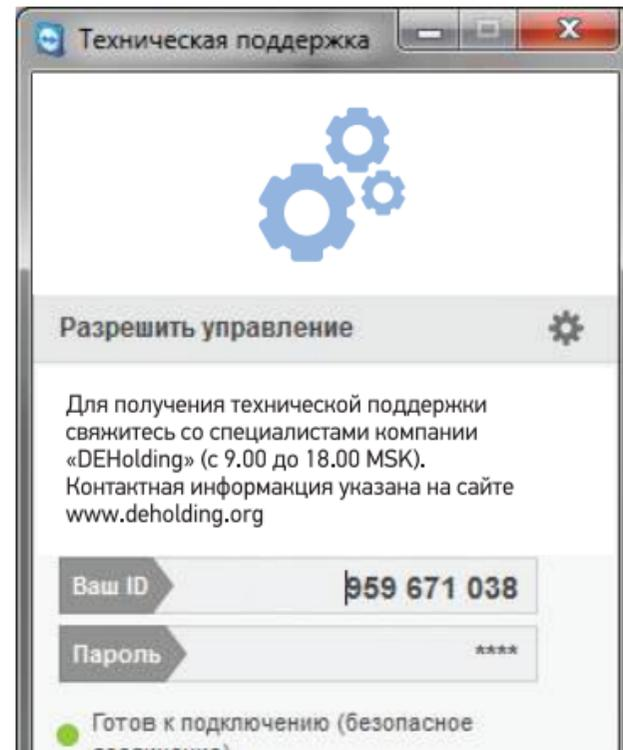 Техническая поддержка
Разрешить управление
Для получения технической поддержки
свяжитесь со специалистами компании
«DEHolding» (с 9.00 до 18.00 MSK).
Контактная информакция указана на сайте
www.deholding.org
Ваш ID
959 671 038
Пароль
****
Готов к подключению (безопасное